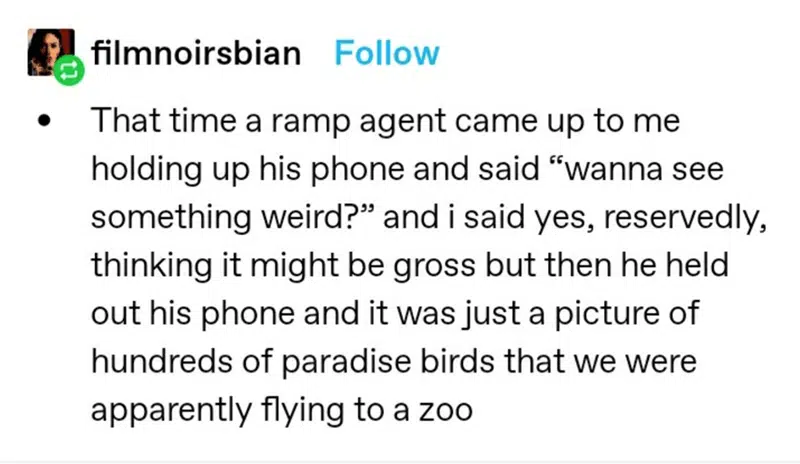 filmnoirsbian Follow
• That time a ramp agent came up to me
holding up his phone and said “wanna see
something weird?” and i said yes, reservedly,
thinking it might be gross but then he held
out his phone and it was just a picture of
hundreds of paradise birds that we were
apparently flying to a zoo